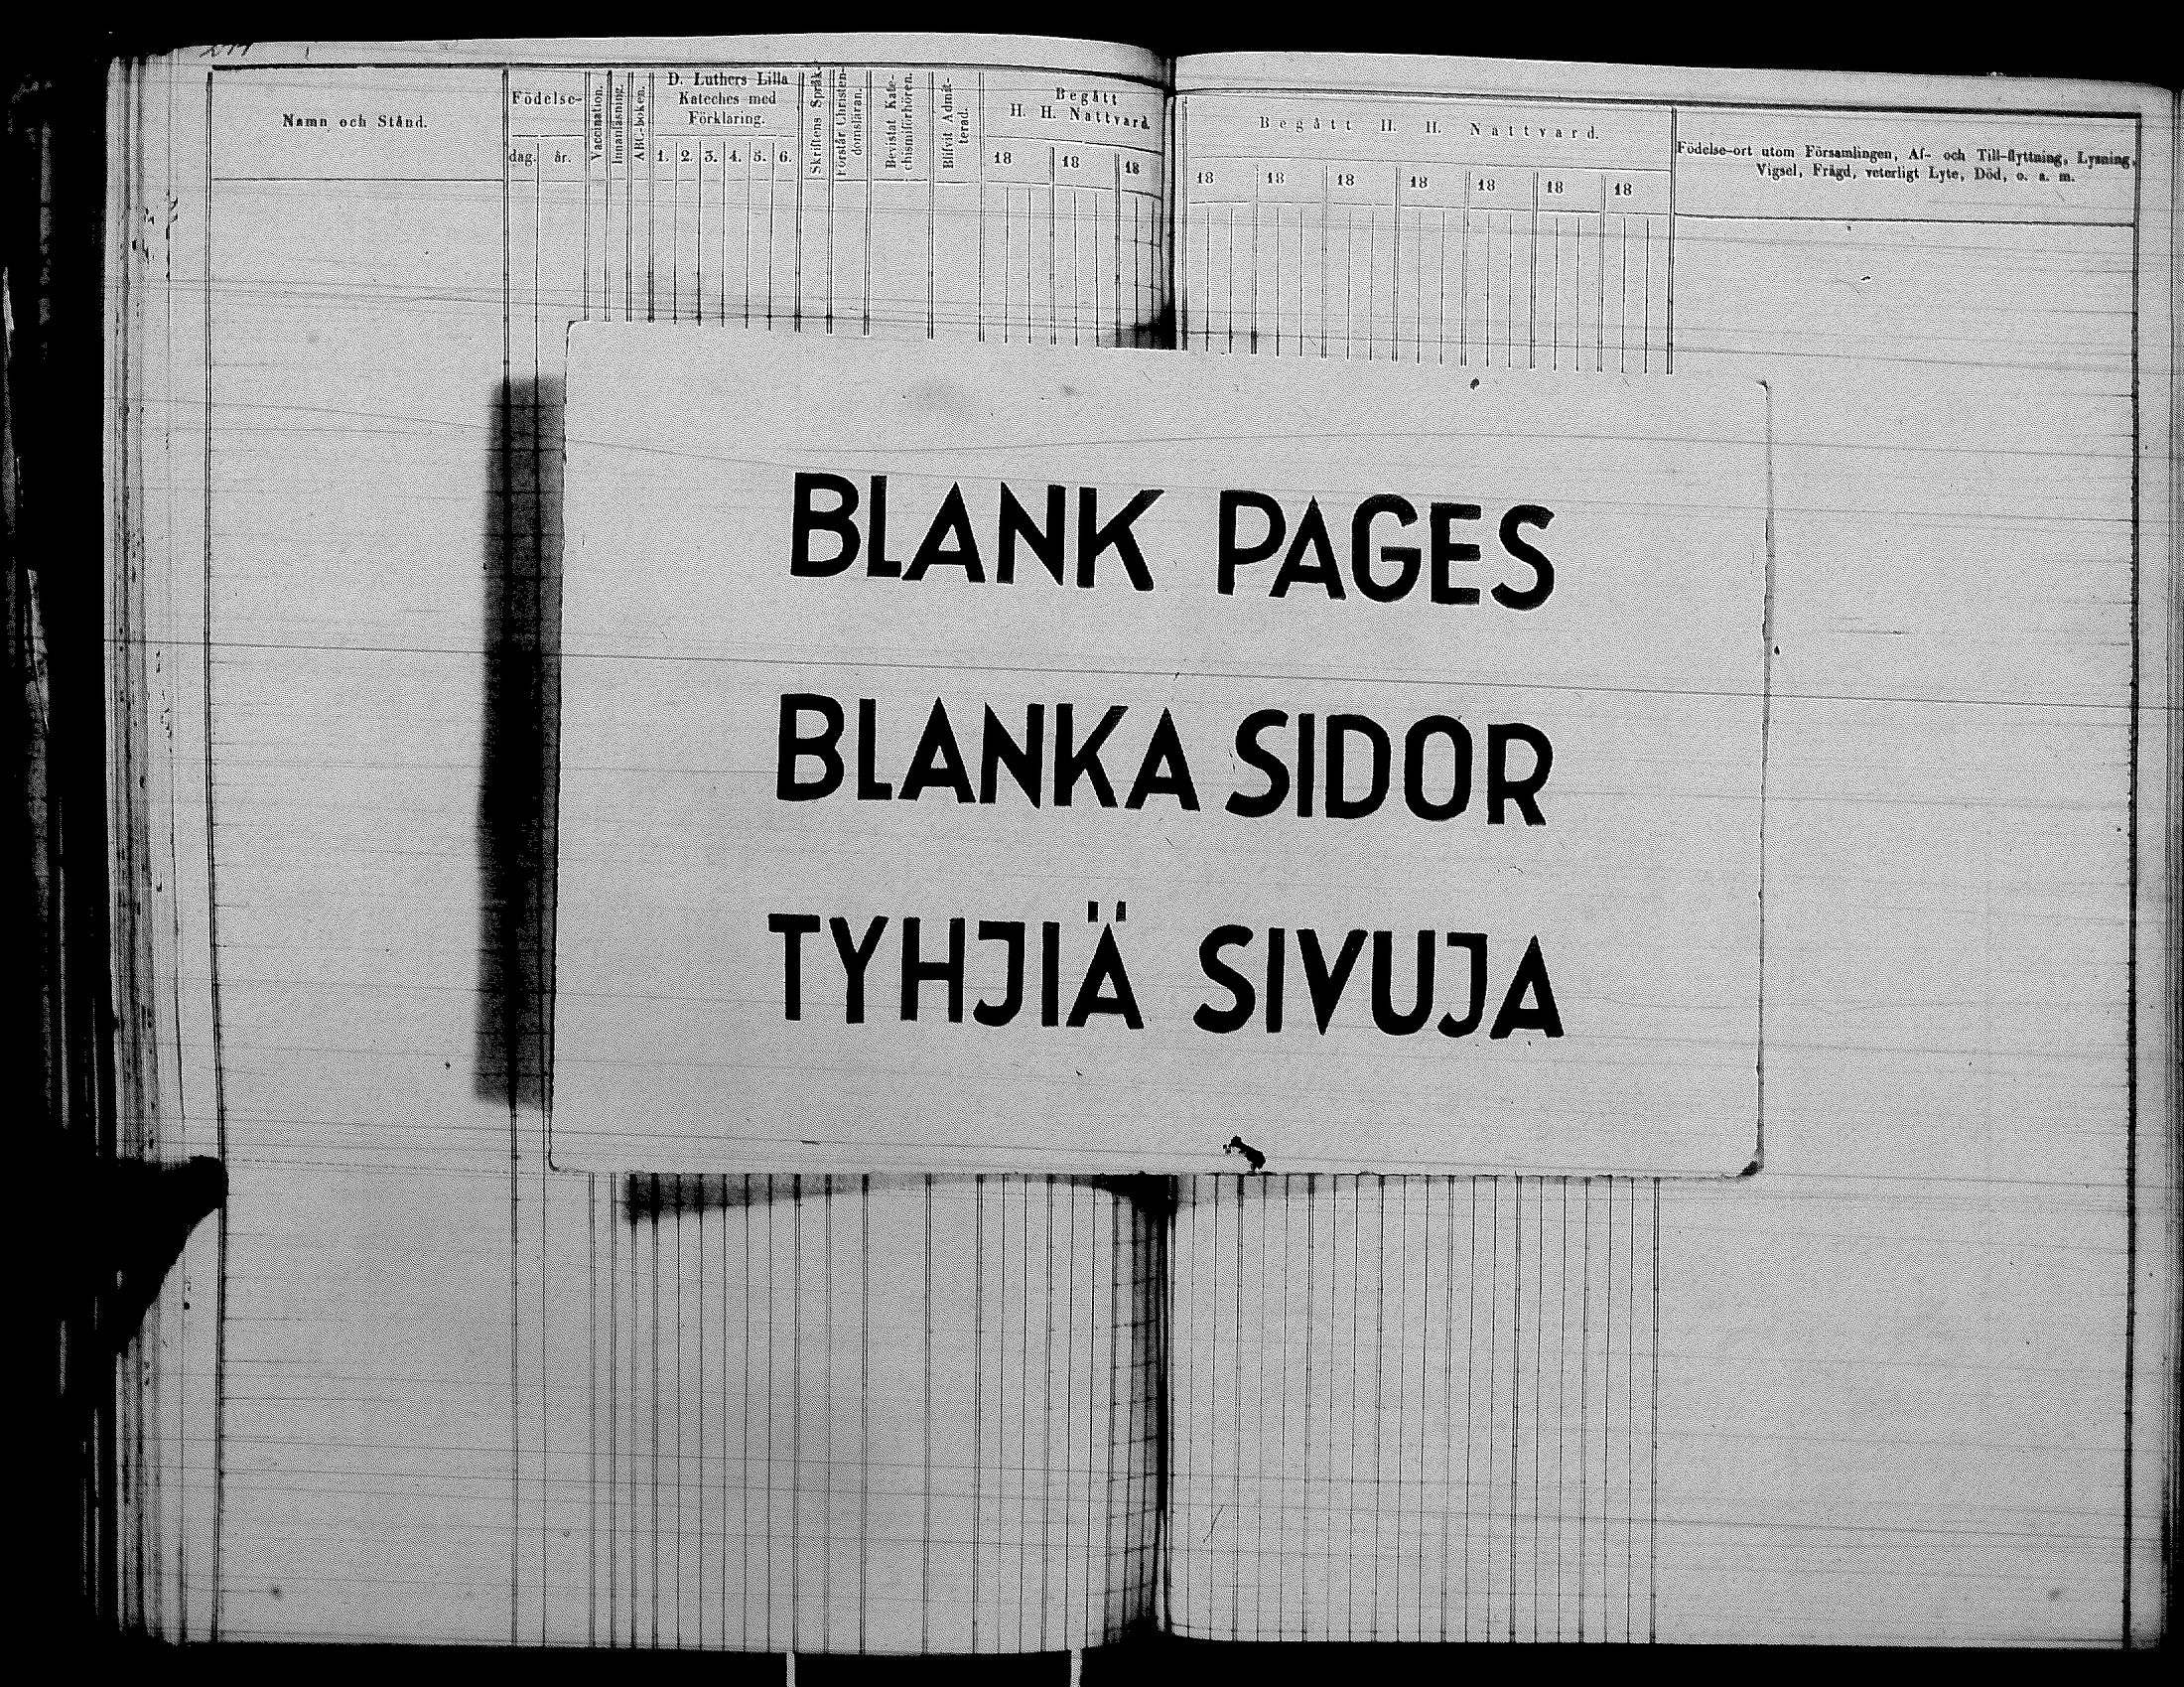 Namn och Stånd.
Födelse-
dag. år.
Vaccination.
Innanläsning.
ABC-boken.
D. Luthers Lilla
Kateches med
Förklaring.
1. 2. 3. 4. 5. 6.
Skriftens Språk.
Förstår Christen-
domsläran.
Bevistat Kate-
chismiförhören.
Blifvit Admit-
terad.
Begått
H. H. Nattvard.
18 18 18
Begått H. H. Nattvard.
18 18 18 18 18 18 18
Födelse-ort utom Församlingen, Af- och Till-flyttning, Lysning,
Vigsel, Frägd, veterligt Lyte, Död, o. s. m.
BLANK PAGES
BLANKA SIDOR
TYHJIÄ SIVUJA